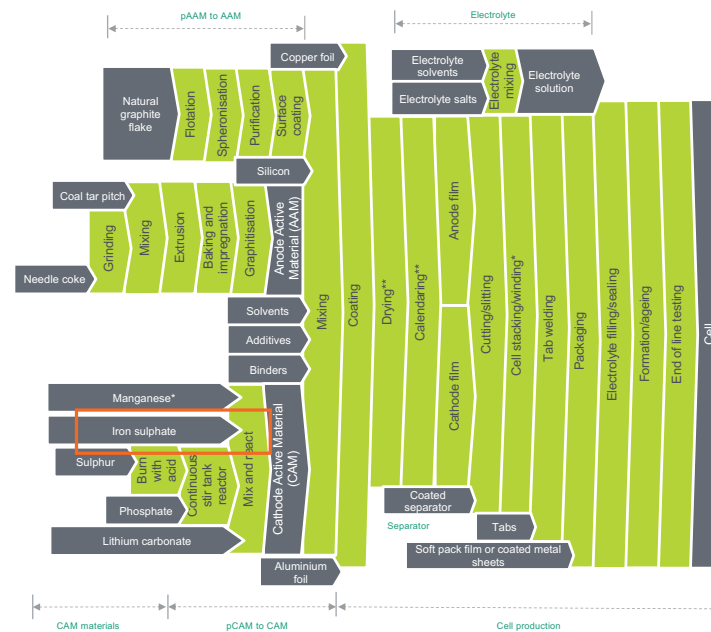 pAAM to AAM
Electrolyte
Copper foil
Natural
graphite
flake
Flotation
Spheronisation
Purification
Surface
coating
Electrolyte
solvents
Electrolyte salts
Electrolyte
mixing
Electrolyte
solution
Silicon
Coal tar pitch
Needle coke
Grinding
Mixing
Extrusion
Baking and
impregnation
Graphitisation
Anode Active
Material (AAM)
Solvents
Additives
Binders
Mixing
Coating
Drying**
Calendaring**
Anode film
Cathode film
Cutting/slitting
Cell stacking/winding*
Tab welding
Packaging
Electrolyte filling/sealing
Formation/ageing
End of line testing
Cell
Manganese*
Iron sulphate
Sulphur
Burn
with
acid
Phosphate
Continuous
stir tank
reactor
Mix and react
Cathode Active Material
(CAM)
Lithium carbonate
Aluminium
foil
Coated
separator
Separator
Tabs
Soft pack film or coated metal
sheets
CAM materials
pCAM to CAM
Cell production